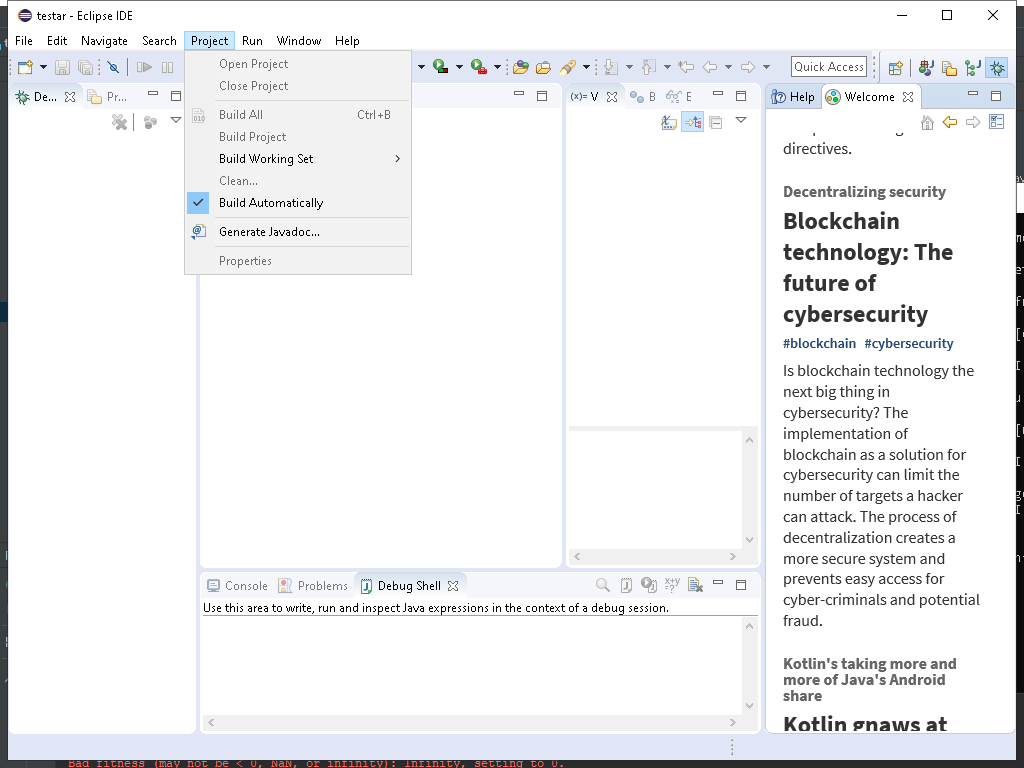 testar - Eclipse IDE
File Edit Navigate Search Project Run Window Help
Quick Access
De... Pr...
(x)= V B E
Help Welcome
Open Project
Close Project
Build All Ctrl+B
Build Project
Build Working Set
Clean...
Build Automatically
Generate Javadoc...
Properties
directives.
Decentralizing security
Blockchain
technology: The
future of
cybersecurity
#blockchain #cybersecurity
Is blockchain technology the
next big thing in
cybersecurity? The
implementation of
blockchain as a solution for
cybersecurity can limit the
number of targets a hacker
can attack. The process of
decentralization creates a
more secure system and
prevents easy access for
cyber-criminals and potential
fraud.
Kotlin's taking more and
more of Java's Android
share
Kotlin gnaws at
Console Problems Debug Shell
Use this area to write, run and inspect Java expressions in the context of a debug session.
Bad fitness (may not be < 0, NaN, or infinity): Infinity, setting to 0.